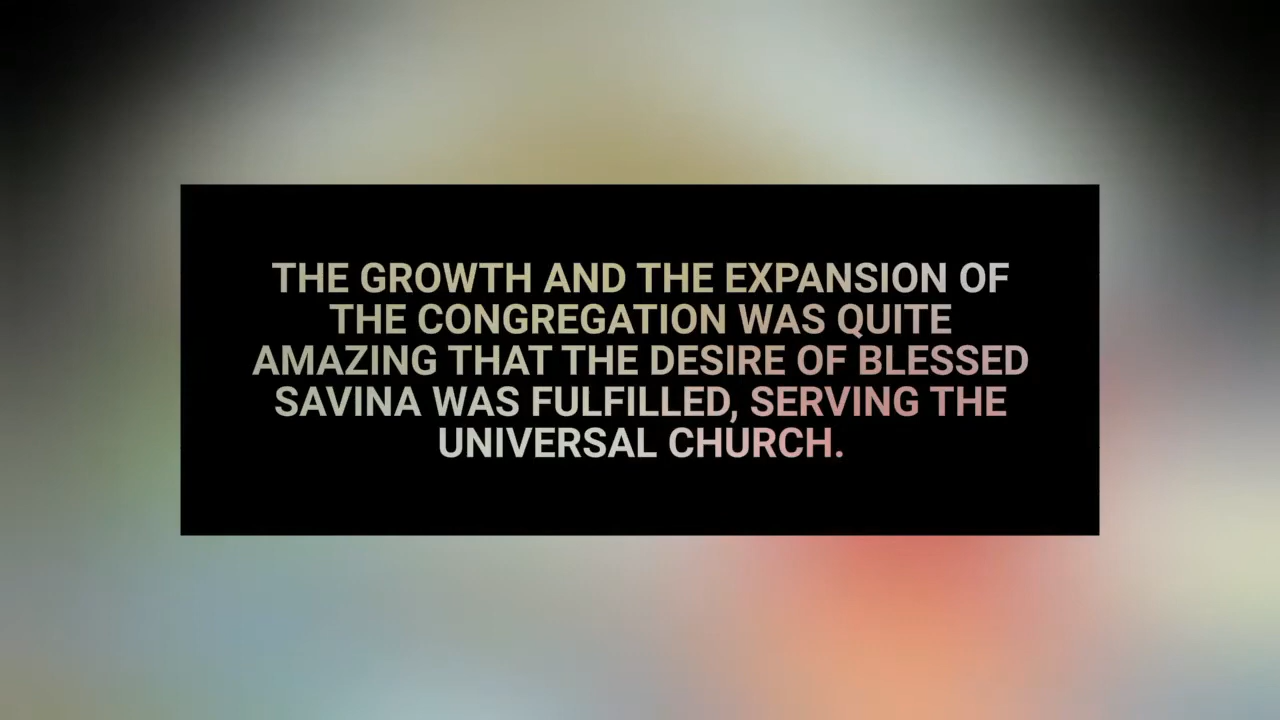 THE GROWTH AND THE EXPANSION OF
THE CONGREGATION WAS QUITE
AMAZING THAT THE DESIRE OF BLESSED
SAVINA WAS FULFILLED, SERVING THE
UNIVERSAL CHURCH.